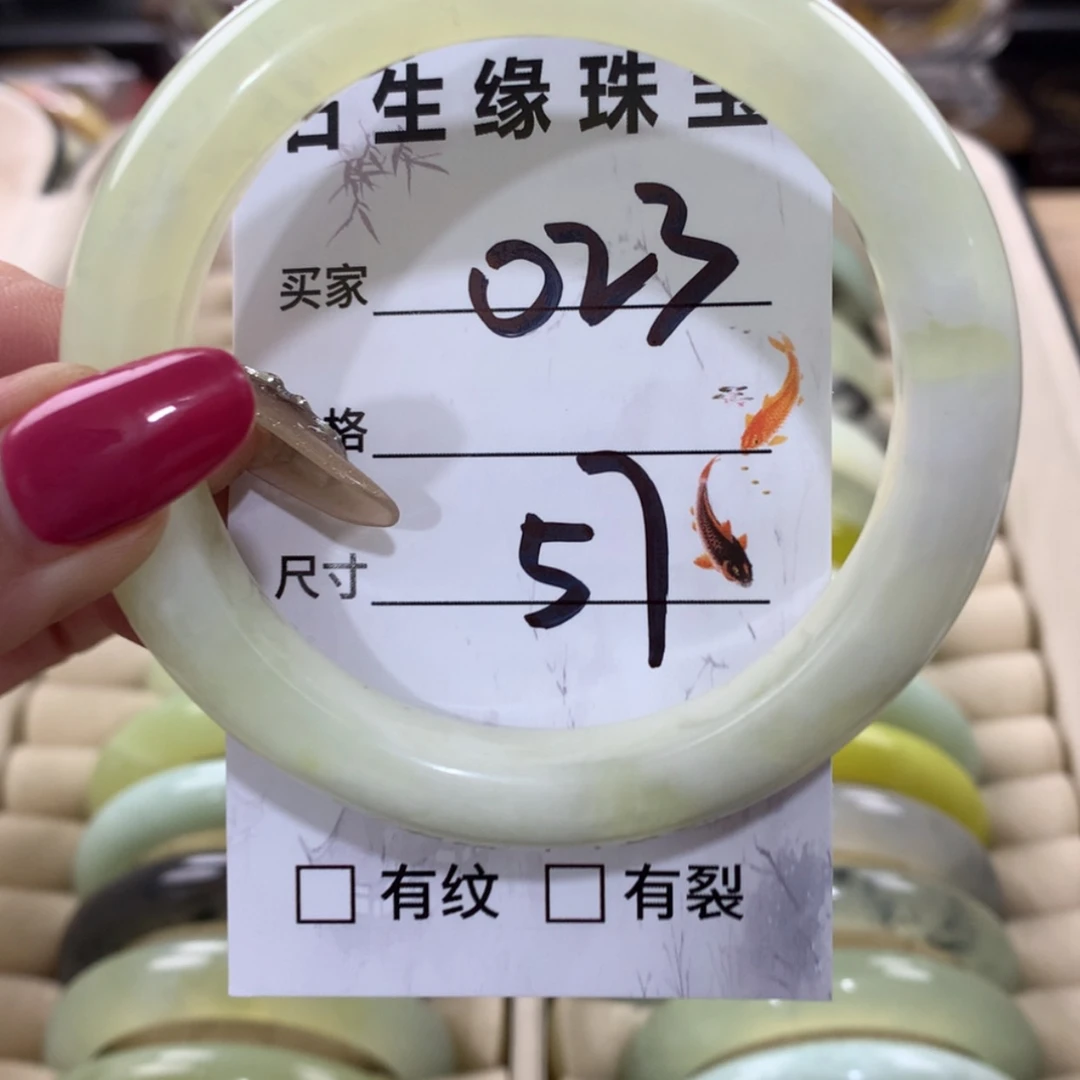 生缘珠宝
买家 023
格
尺寸 57
□ 有纹 □ 有裂